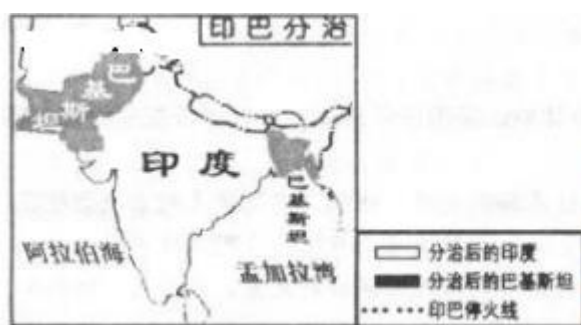 印巴分治
巴
基
斯
坦
印度
巴基斯坦
阿拉伯海
孟加拉湾
分治后的印度
分治后的巴基斯坦
印巴停火线